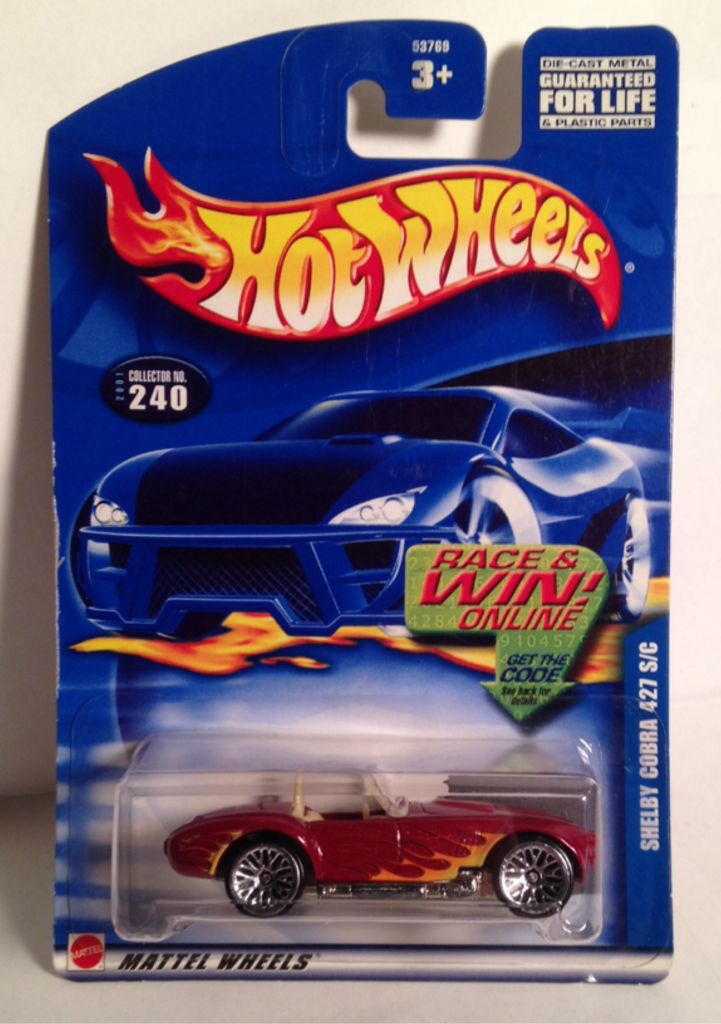 53769
3+
DIE-CAST METAL
GUARANTEED
FOR LIFE
& PLASTIC PARTS
HOT WHEELS®
2001
COLLECTOR NO.
240
RACE &
WIN!
ONLINE
GET THE
CODE
See back for
details
SHELBY COBRA 427 S/C
MATTEL
MATTEL WHEELS